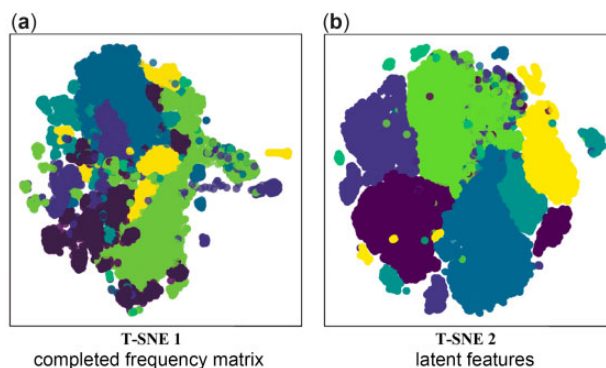 (a)
(b)
T-SNE 1
T-SNE 2
completed frequency matrix
latent features